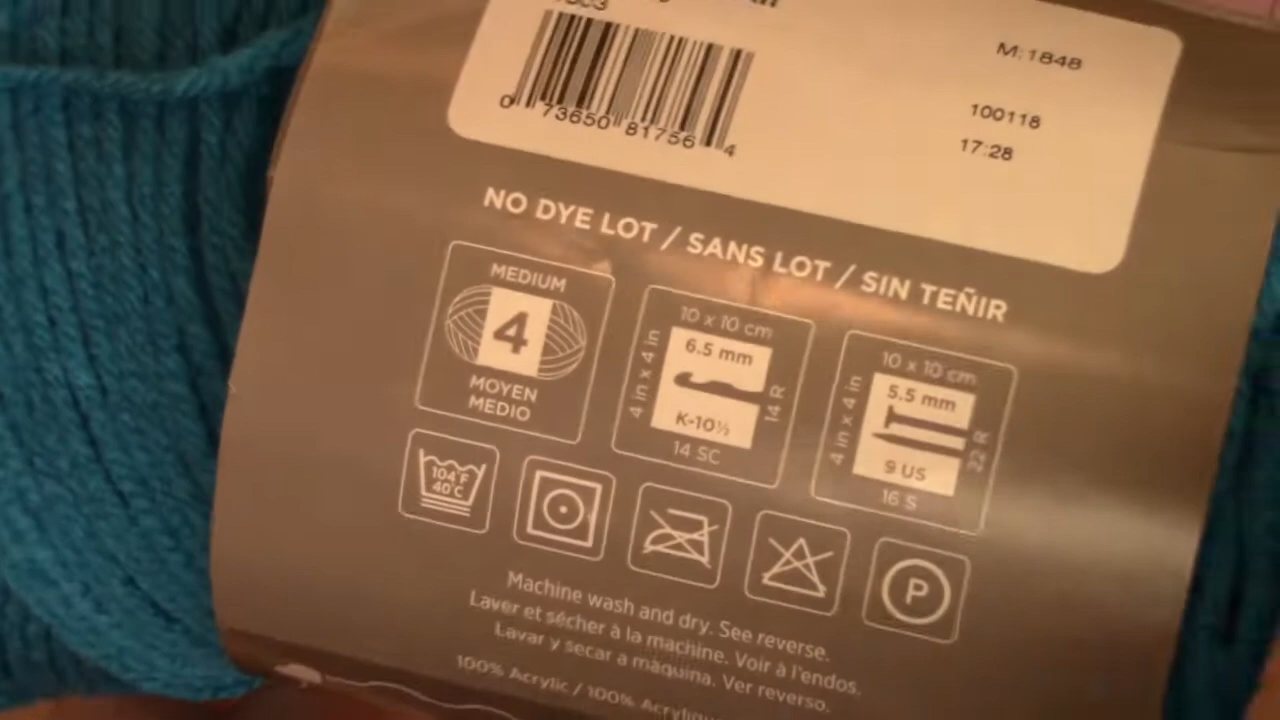 M:1848
0 73650 81756 4
100118
17:28
NO DYE LOT / SANS LOT / SIN TEÑIR
MEDIUM
4
MOYEN
MEDIO
10 x 10 cm
4 in x 4 in
6.5 mm
K-10½
14 R
14 SC
10 x 10 cm
4 in x 4 in
5.5 mm
9 US
22 R
16 S
104°F
40°C
P
Machine wash and dry. See reverse.
Laver et sécher à la machine. Voir à l'endos.
Lavar y secar a máquina. Ver reverso.
100% Acrylic / 100% Acrylique